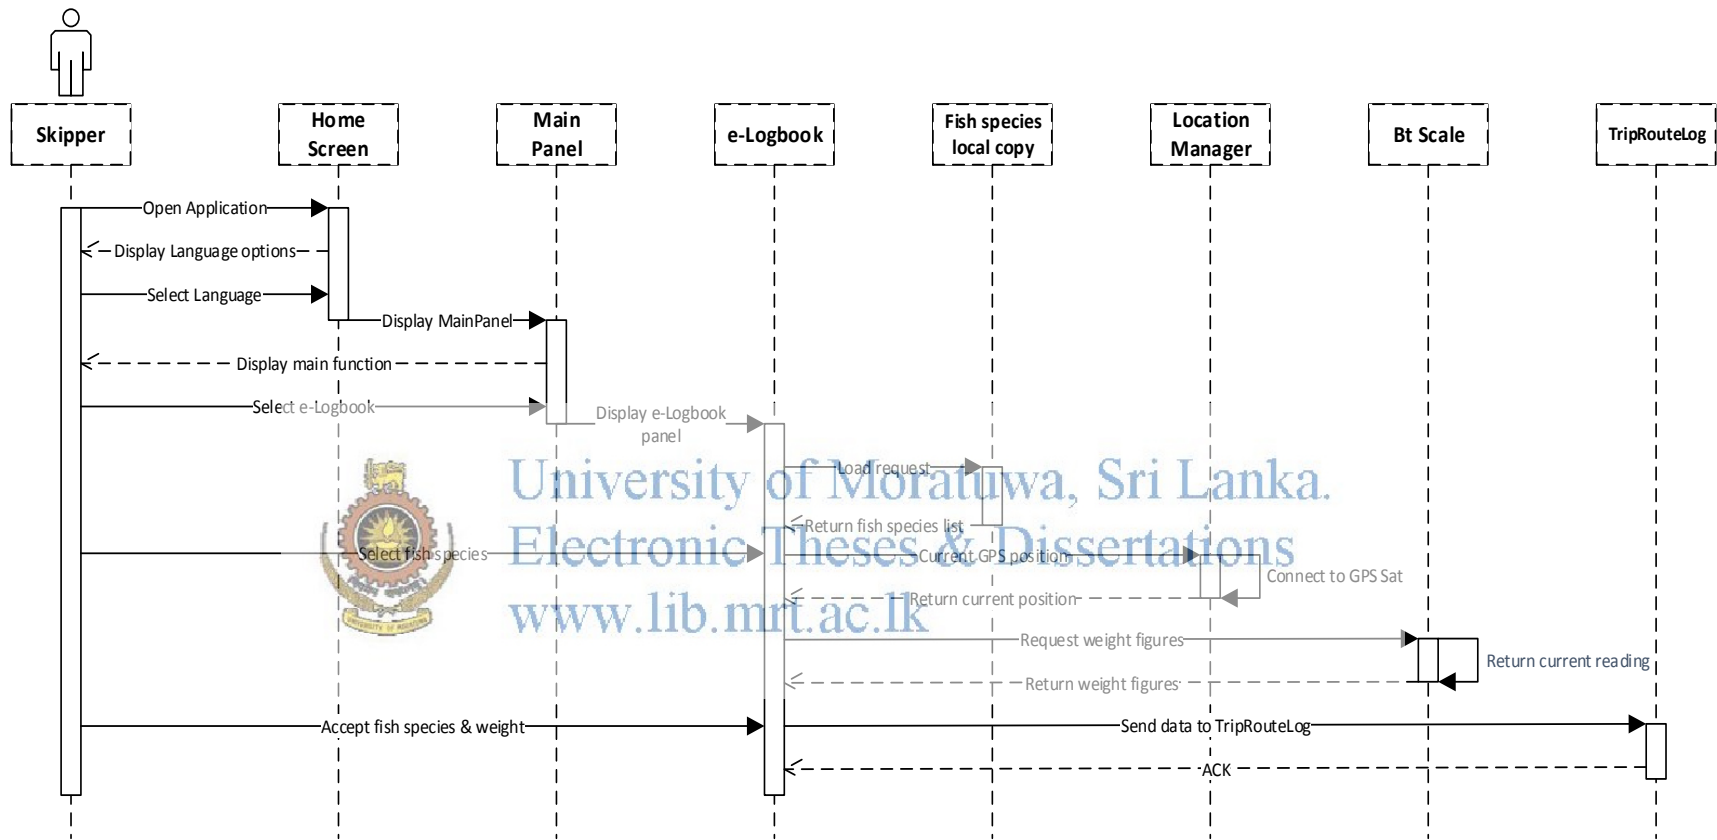 Skipper
Home
Screen
Main
Panel
e-Logbook
Fish species
local copy
Location
Manager
Bt Scale
TripRouteLog
Open Application
Display Language options
Select Language
Display MainPanel
Display main function
Select e-Logbook
Display e-Logbook
panel
Load request
University of Moratuwa, Sri Lanka.
Return fish species list
Electronic Theses & Dissertations
Select fish species
Current GPS position
Connect to GPS Sat
Return current position
www.lib.mrt.ac.lk
UNIVERSITY OF MORATUWA
Request weight figures
Return current reading
Return weight figures
Accept fish species & weight
Send data to TripRouteLog
ACK